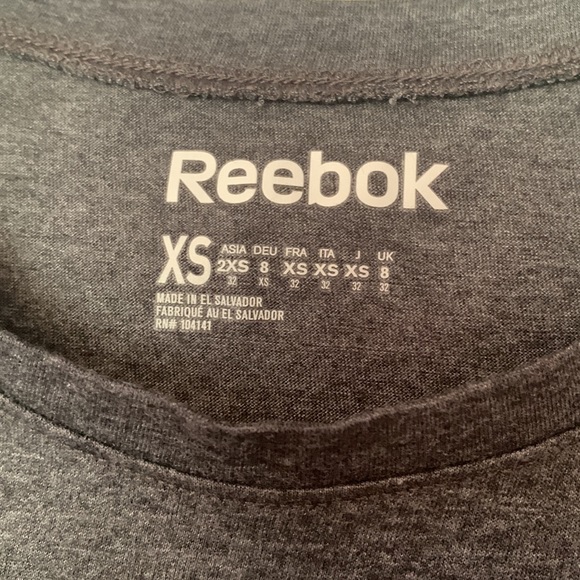 Reebok
XS
ASIA DEU FRA ITA J UK
2XS 8 XS XS XS 8
32 XS 32 32 32 32
MADE IN EL SALVADOR
FABRIQUÉ AU EL SALVADOR
RN# 104141